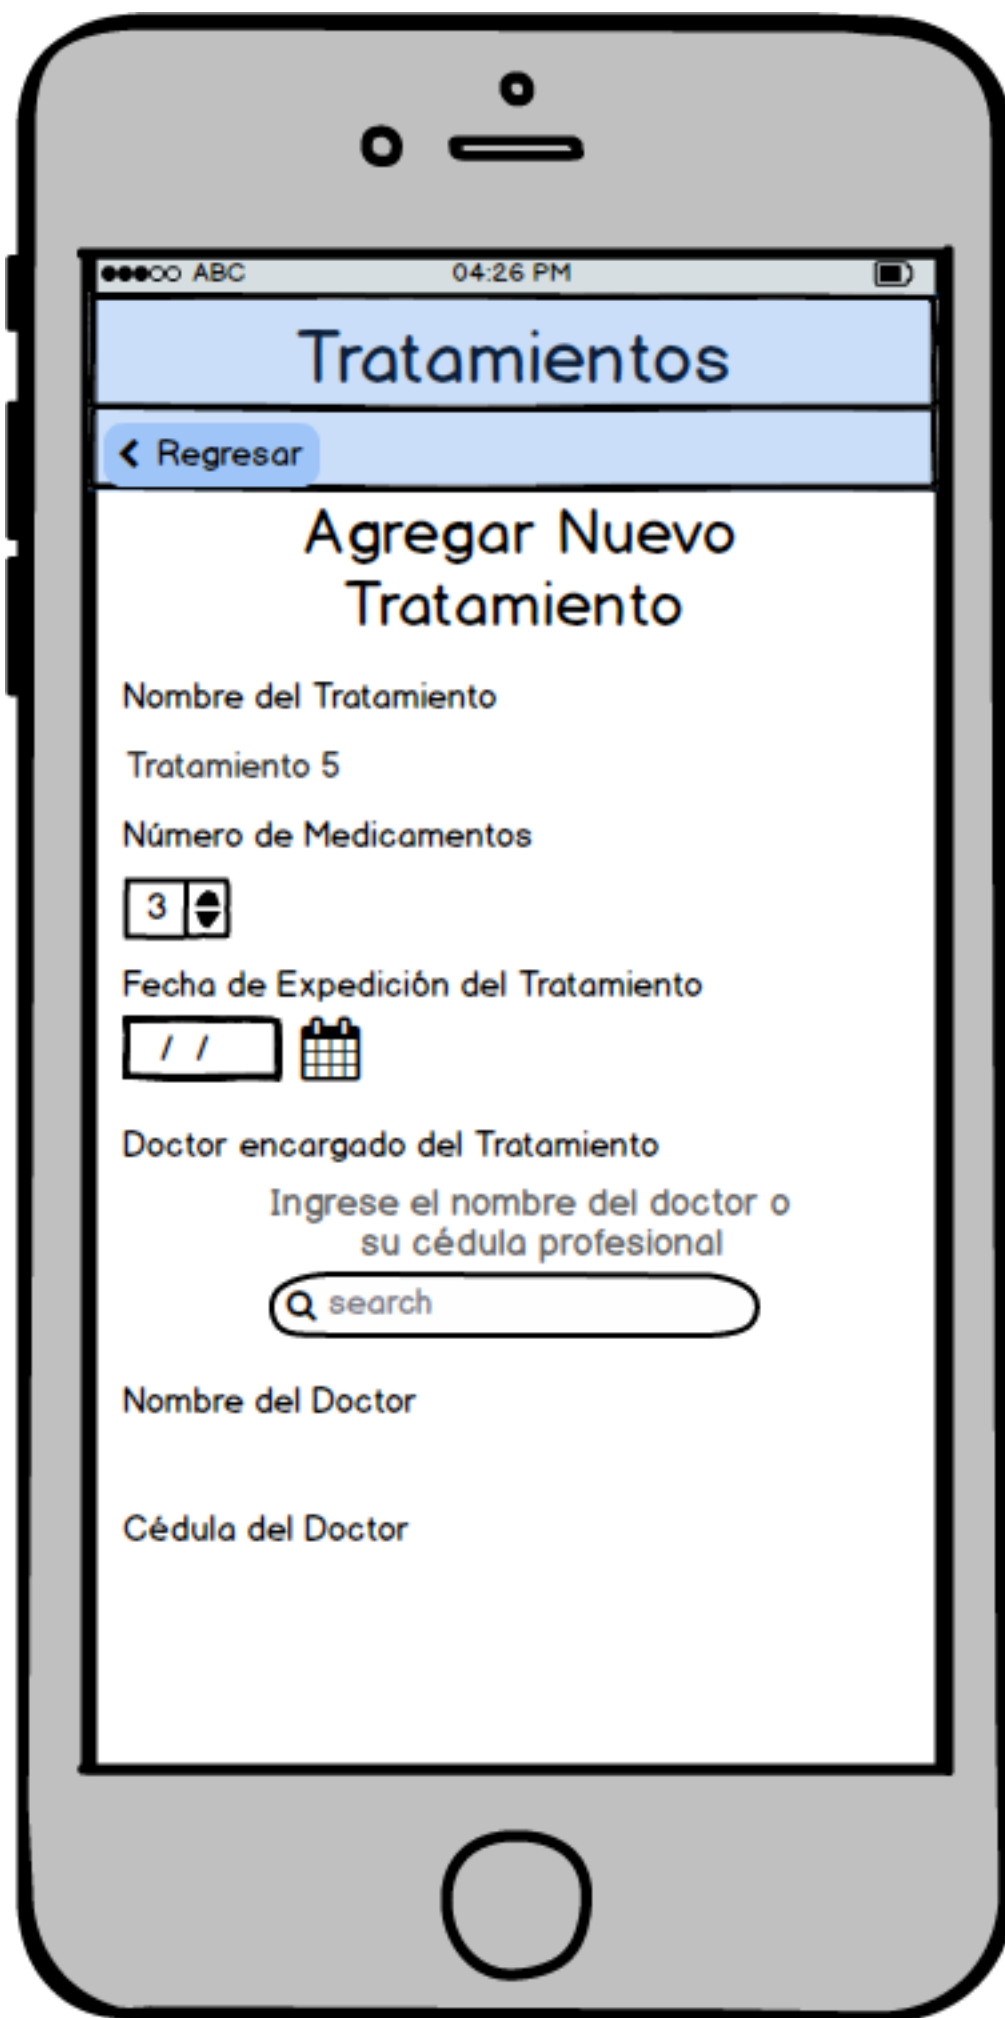 ABC 04:26 PM
Tratamientos
Regresar
Agregar Nuevo
Tratamiento
Nombre del Tratamiento
Tratamiento 5
Número de Medicamentos
3
Fecha de Expedición del Tratamiento
/ /
Doctor encargado del Tratamiento
Ingrese el nombre del doctor o
su cédula profesional
search
Nombre del Doctor
Cédula del Doctor